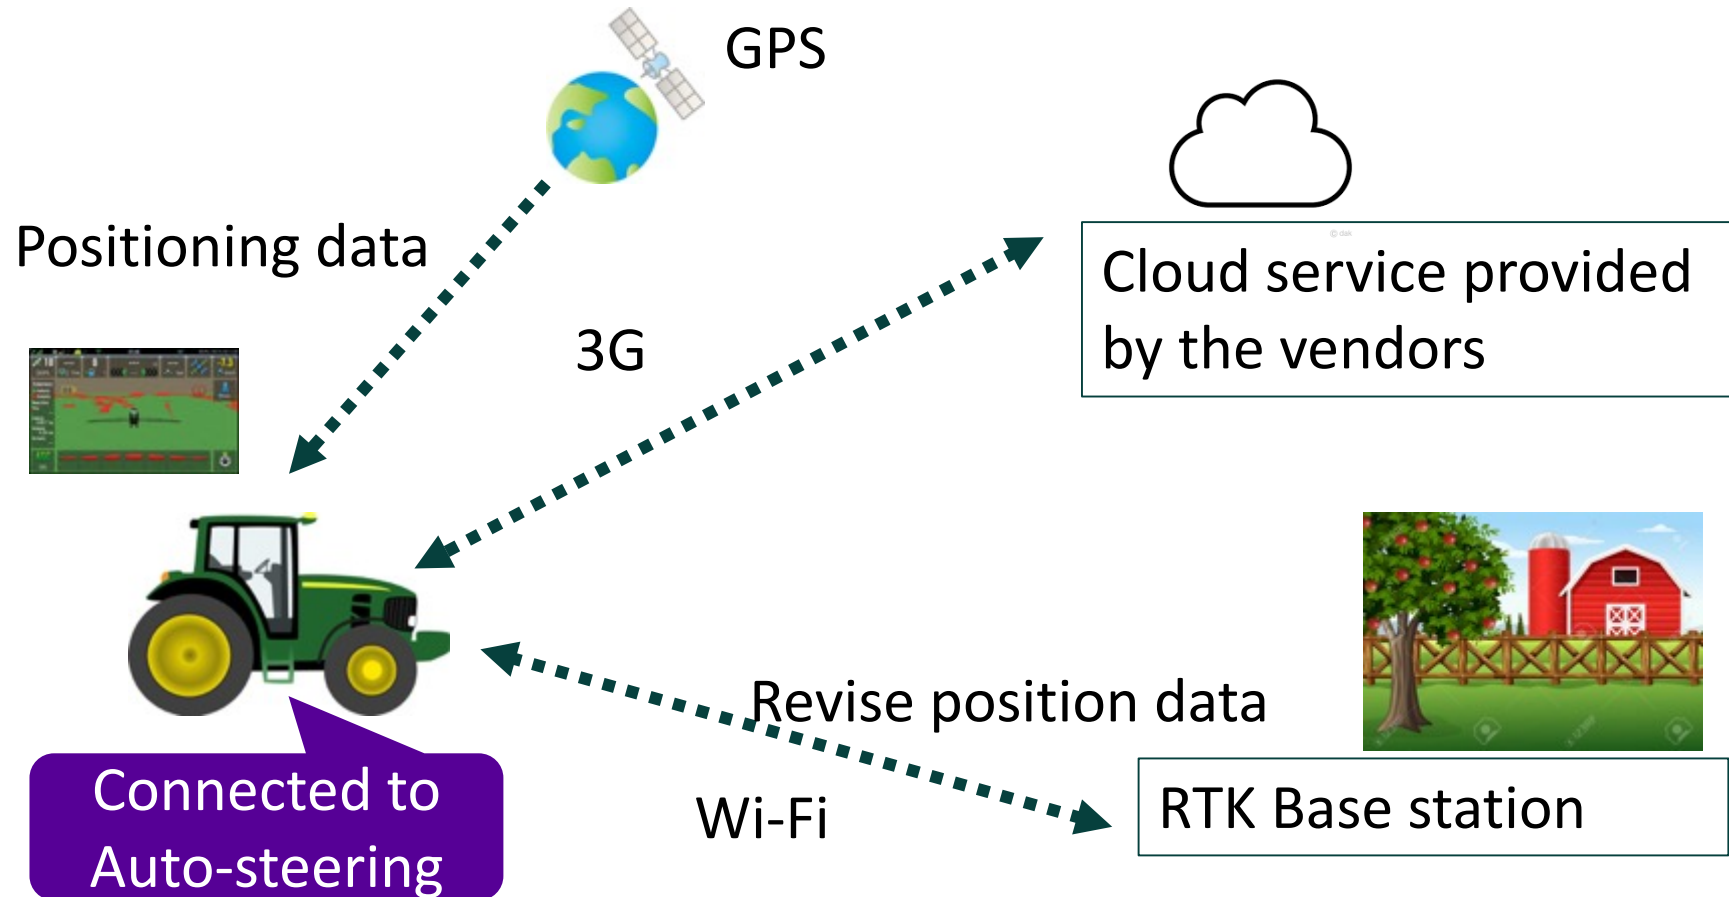 GPS
Positioning data
3G
Cloud service provided
by the vendors
Revise position data
Wi-Fi
RTK Base station
Connected to
Auto-steering